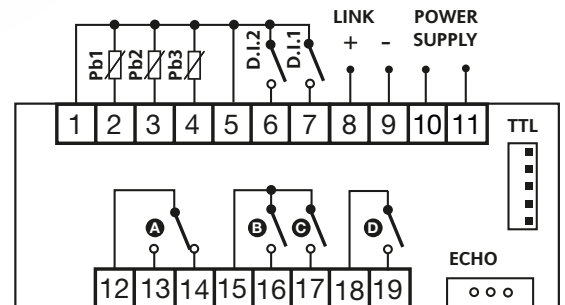 LINK POWER
+ - SUPPLY
Pb1 Pb2 Pb3 D.I.2 D.I.1
1 2 3 4 5 6 7 8 9 10 11
TTL
A B C D
ECHO
12 13 14 15 16 17 18 19